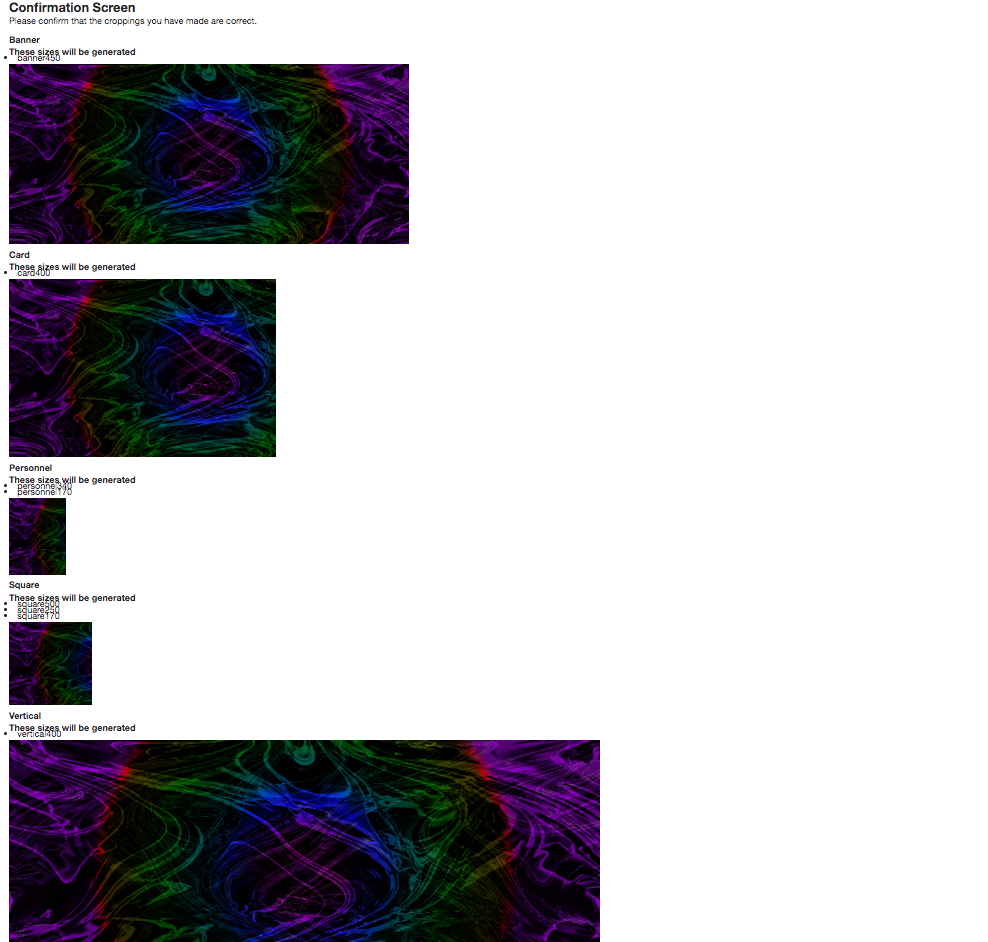 Confirmation Screen
Please confirm that the croppings you have made are correct.
Banner
These sizes will be generated
banner450
Card
These sizes will be generated
card400
Personnel
These sizes will be generated
personnel340
personnel170
Square
These sizes will be generated
square500
square250
square170
Vertical
These sizes will be generated
vertical400